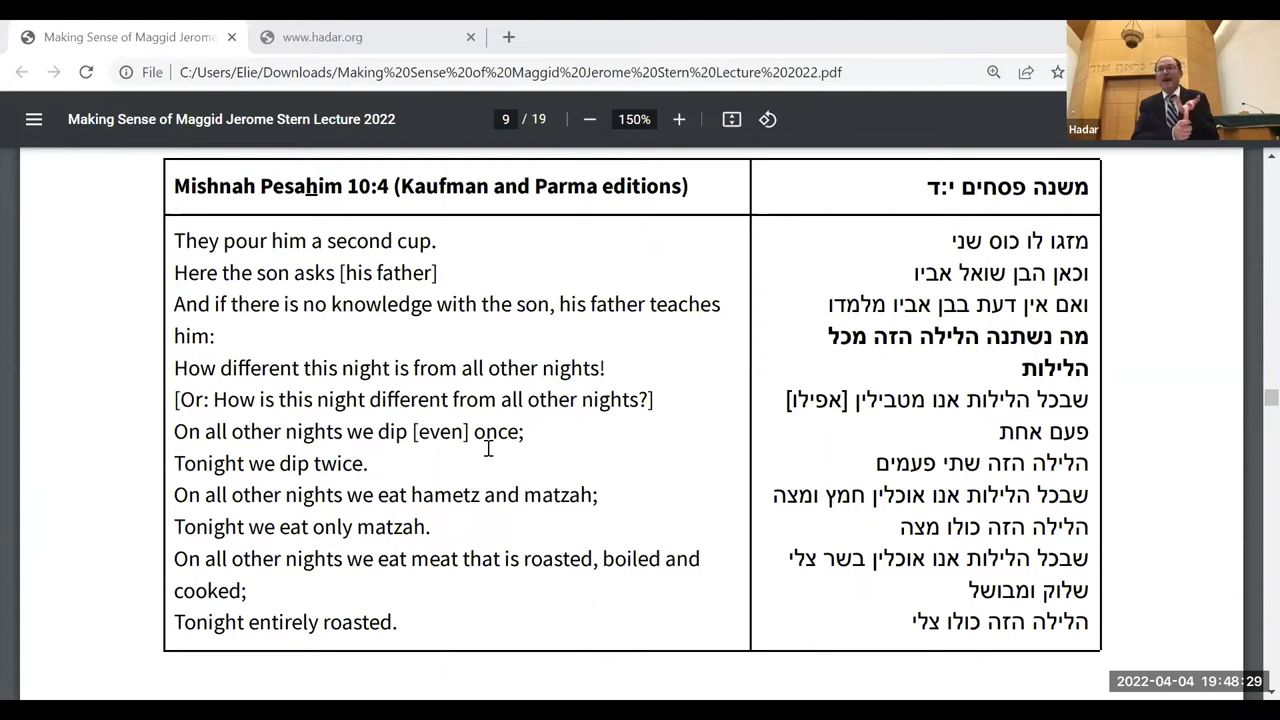 Making Sense of Maggid Jerome
www.hadar.org
File C:/Users/Elie/Downloads/Making%20Sense%20of%20Maggid%20Jerome%20Stern%20Lecture%202022.pdf
Making Sense of Maggid Jerome Stern Lecture 2022
9 / 19
150%
Hadar
Mishnah Pesahim 10:4 (Kaufman and Parma editions)
משנה פסחים י:ד
They pour him a second cup.
Here the son asks [his father]
And if there is no knowledge with the son, his father teaches
him:
How different this night is from all other nights!
[Or: How is this night different from all other nights?]
On all other nights we dip [even] once;
Tonight we dip twice.
On all other nights we eat hametz and matzah;
Tonight we eat only matzah.
On all other nights we eat meat that is roasted, boiled and
cooked;
Tonight entirely roasted.
מזגו לו כוס שני
וכאן הבן שואל אביו
ואם אין דעת בבן אביו מלמדו
מה נשתנה הלילה הזה מכל
הלילות
שבכל הלילות אנו מטבילין [אפילו]
פעם אחת
הלילה הזה שתי פעמים
שבכל הלילות אנו אוכלין חמץ ומצה
הלילה הזה כולו מצה
שבכל הלילות אנו אוכלין בשר צלי
שלוק ומבושל
הלילה הזה כולו צלי
2022-04-04 19:48:29